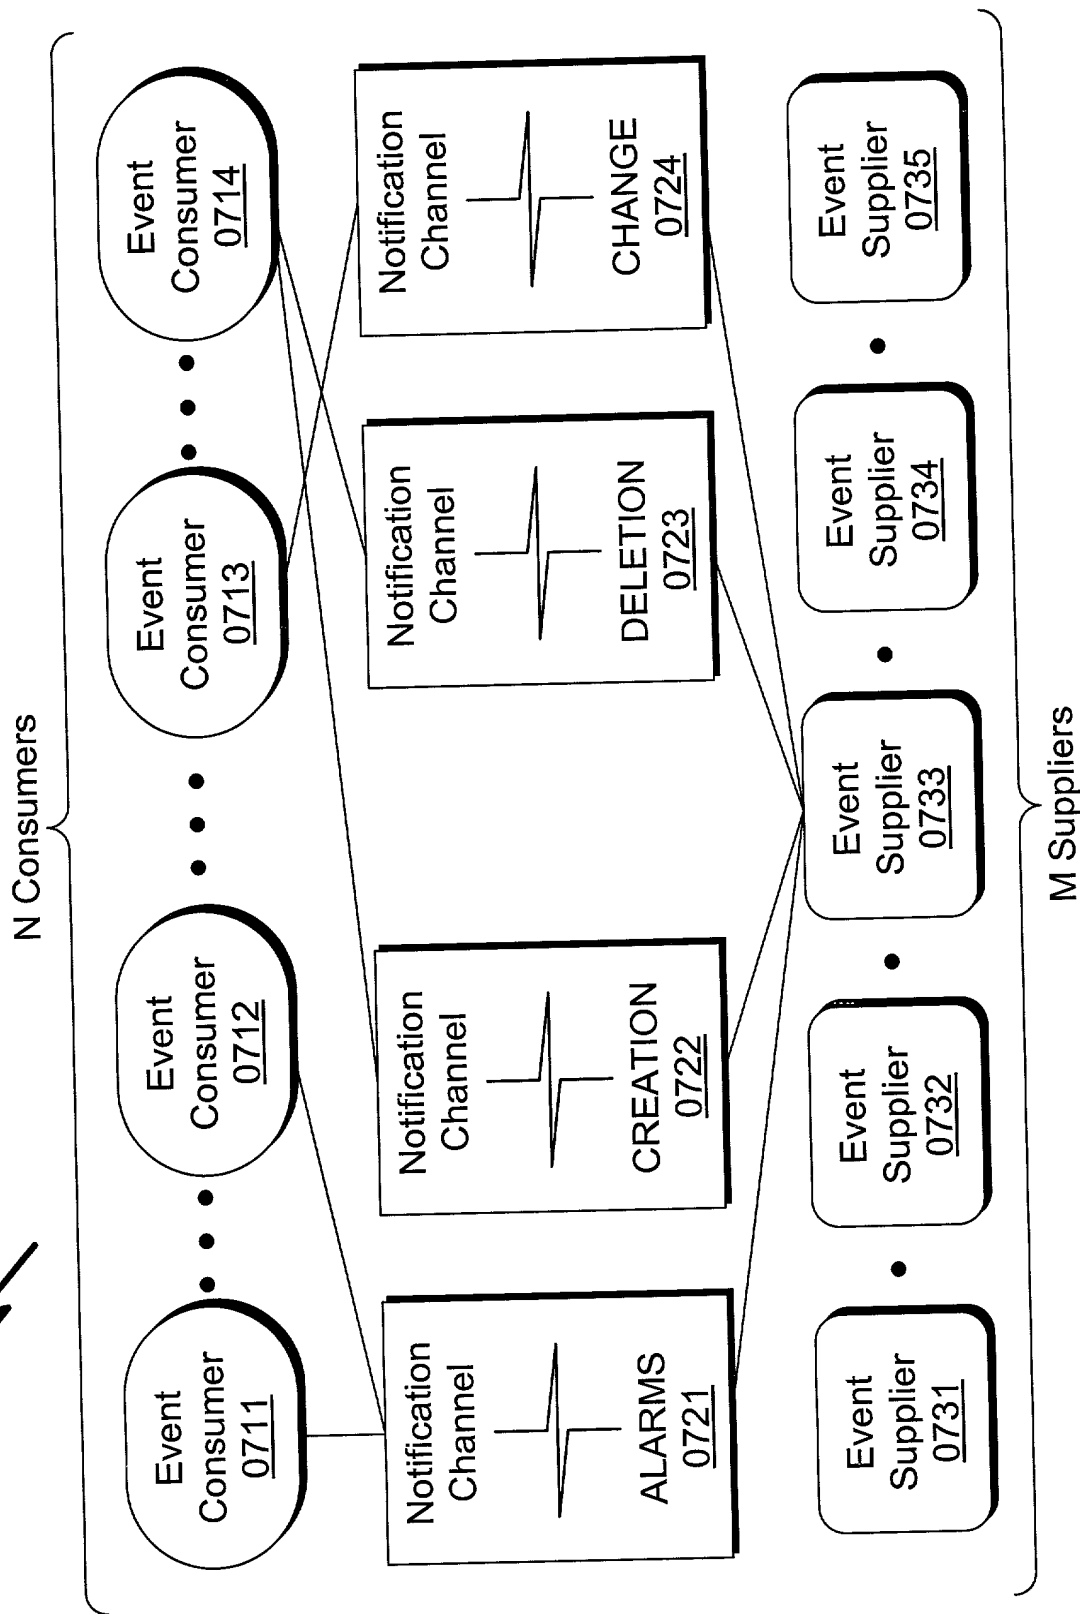 N Consumers
Event
Consumer
0711
Event
Consumer
0712
Event
Consumer
0713
Event
Consumer
0714
Notification
Channel
ALARMS
0721
Notification
Channel
CREATION
0722
Notification
Channel
DELETION
0723
Notification
Channel
CHANGE
0724
Event
Supplier
0731
Event
Supplier
0732
Event
Supplier
0733
Event
Supplier
0734
Event
Supplier
0735
M Suppliers